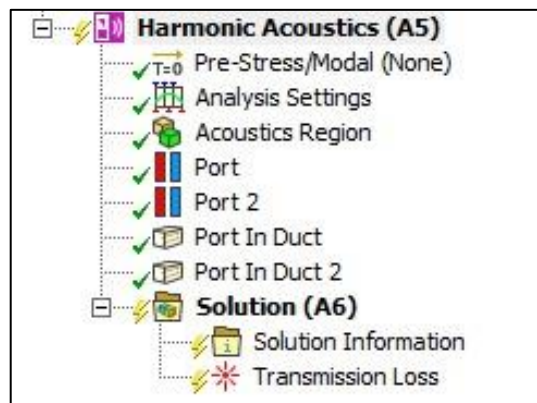 Harmonic Acoustics (A5)
T=0 Pre-Stress/Modal (None)
Analysis Settings
Acoustics Region
Port
Port 2
Port In Duct
Port In Duct 2
Solution (A6)
i Solution Information
Transmission Loss